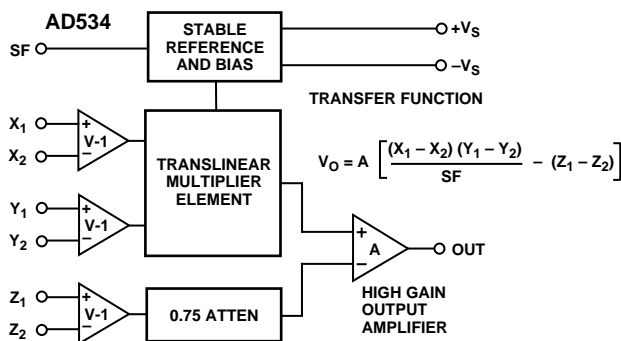 AD534
SF
STABLE
REFERENCE
AND BIAS
+VS
–VS
TRANSFER FUNCTION
X1
X2
+
–
V-1
TRANSLINEAR
MULTIPLIER
ELEMENT
VO = A [ (X1 – X2) (Y1 – Y2) / SF – (Z1 – Z2) ]
Y1
Y2
+
–
V-1
+
–
A
OUT
HIGH GAIN
OUTPUT
AMPLIFIER
Z1
Z2
+
–
V-1
0.75 ATTEN